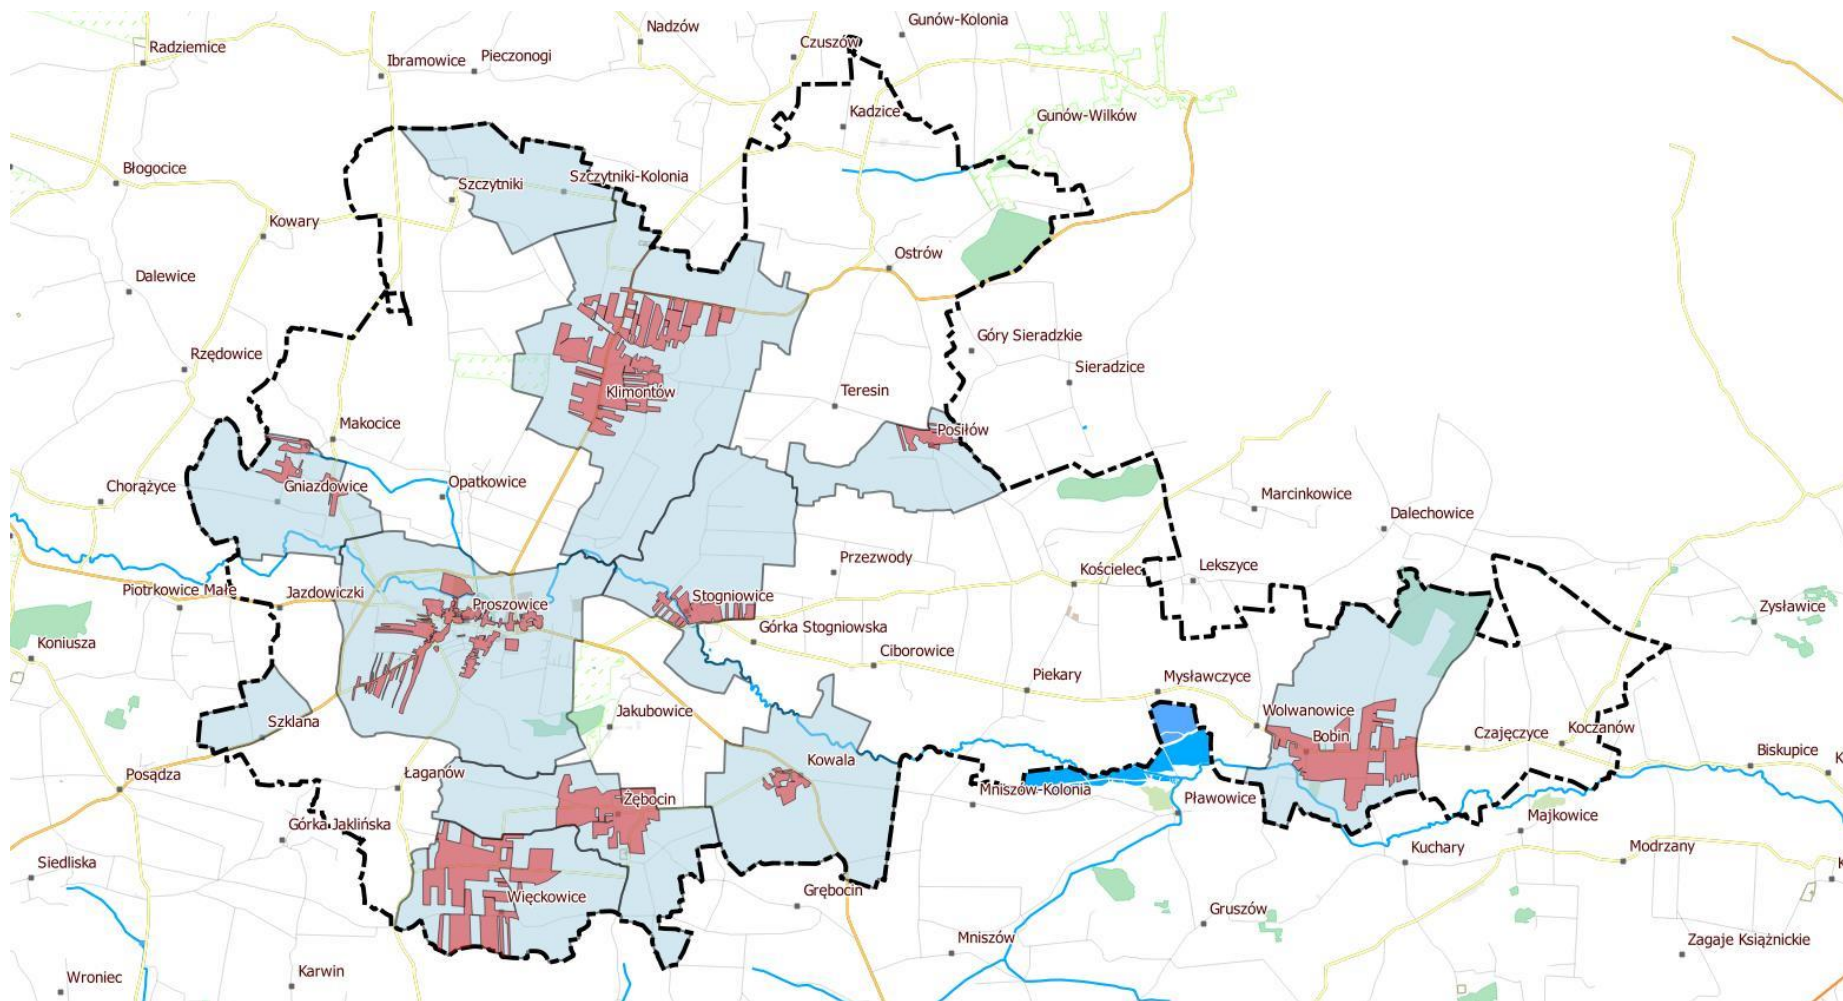 Gunów-Kolonia
Nadzów
Radziemice
Czuszów
Ibramowice
Pieczonogi
Kadzice
Gunów-Wilków
Błogocice
Szczytniki
Szczytniki-Kolonia
Kowary
Ostrów
Dalewice
Góry Sieradzkie
Rzędowice
Sieradzice
Klimontów
Teresin
Makocice
Posiłów
Chorążyce
Gniazdowice
Opatkowice
Marcinkowice
Dalechowice
Przezwody
Kościelec
Lekszyce
Piotrkowice Małe
Jazdowiczki
Proszowice
Stogniowice
Zysławice
Koniusza
Górka Stogniowska
Ciborowice
Piekary
Mysławczyce
Szklana
Jakubowice
Wolwanowice
Bobin
Czajęczyce
Koczanów
Kowala
Biskupice
K
Posądza
Łaganów
Żębocin
Mniszów-Kolonia
Pławowice
Górka Jaklińska
Majkowice
Siedliska
Kuchary
Modrzany
K
Więckowice
Grębocin
Gruszów
Mniszów
Zagaje Książnickie
Wroniec
Karwin